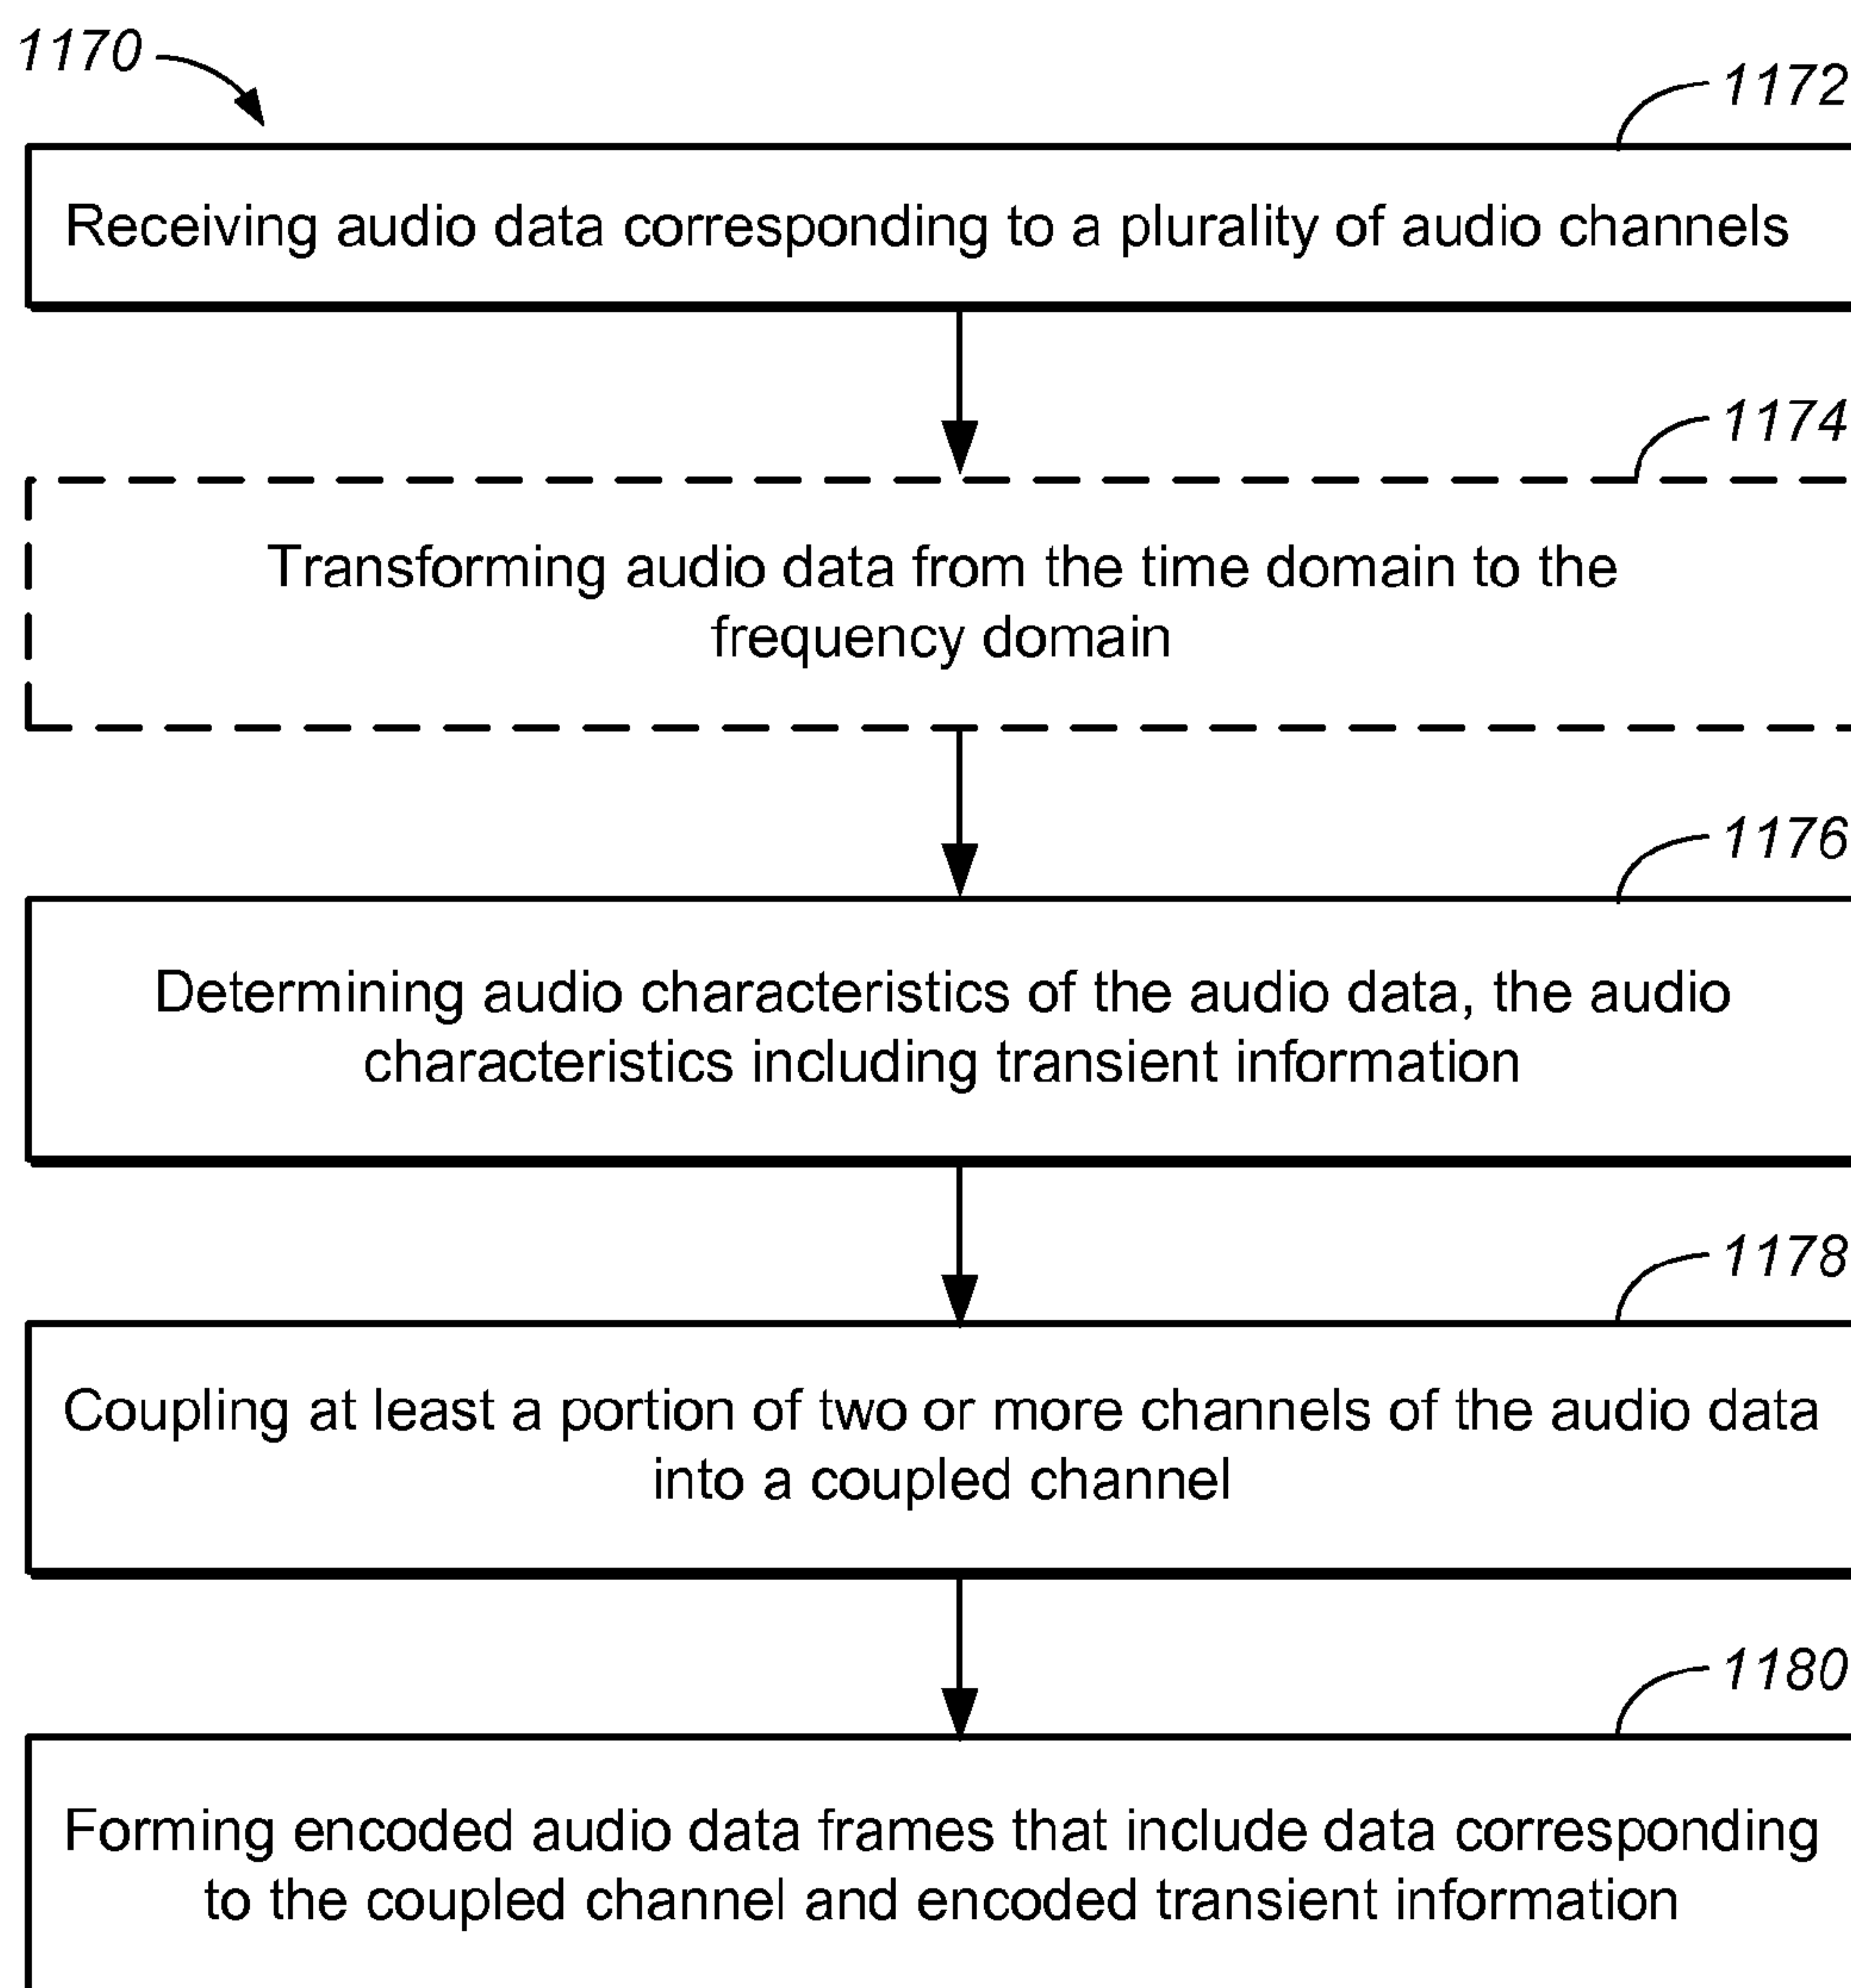 1170
1172
Receiving audio data corresponding to a plurality of audio channels
1174
Transforming audio data from the time domain to the
frequency domain
1176
Determining audio characteristics of the audio data, the audio
characteristics including transient information
1178
Coupling at least a portion of two or more channels of the audio data
into a coupled channel
1180
Forming encoded audio data frames that include data corresponding
to the coupled channel and encoded transient information